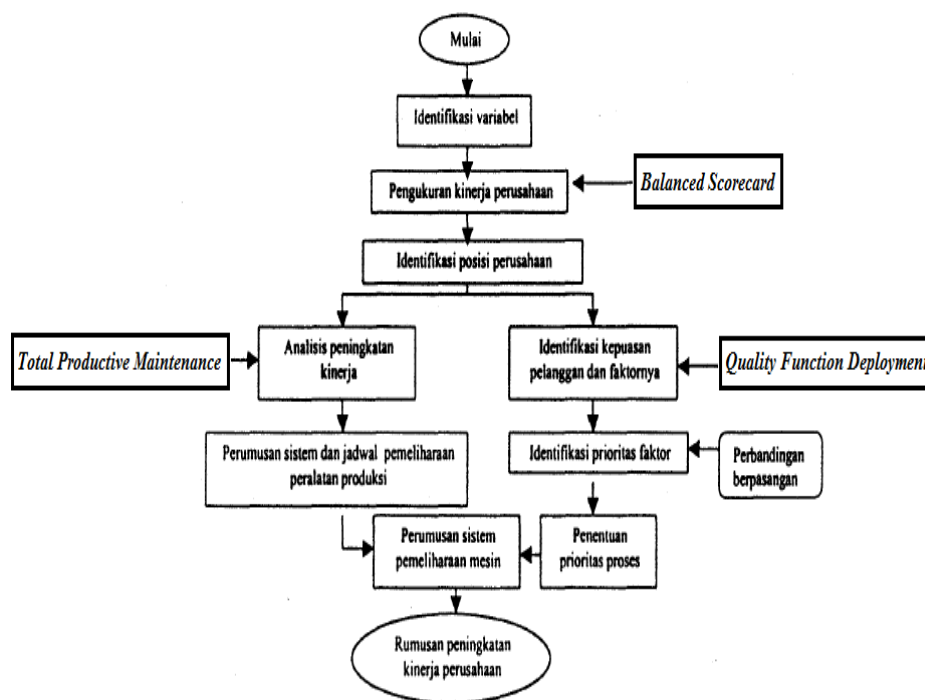 Mulai
Identifikasi variabel
Pengukuran kinerja perusahaan
Balanced Scorecard
Identifikasi posisi perusahaan
Total Productive Maintenance
Analisis peningkatan
kinerja
Identifikasi kepuasan
pelanggan dan faktornya
Quality Function Deployment
Perumusan sistem dan jadwal pemeliharaan
peralatan produksi
Identifikasi prioritas faktor
Perbandingan
berpasangan
Perumusan sistem
pemeliharaan mesin
Penentuan
prioritas proses
Rumusan peningkatan
kinerja perusahaan